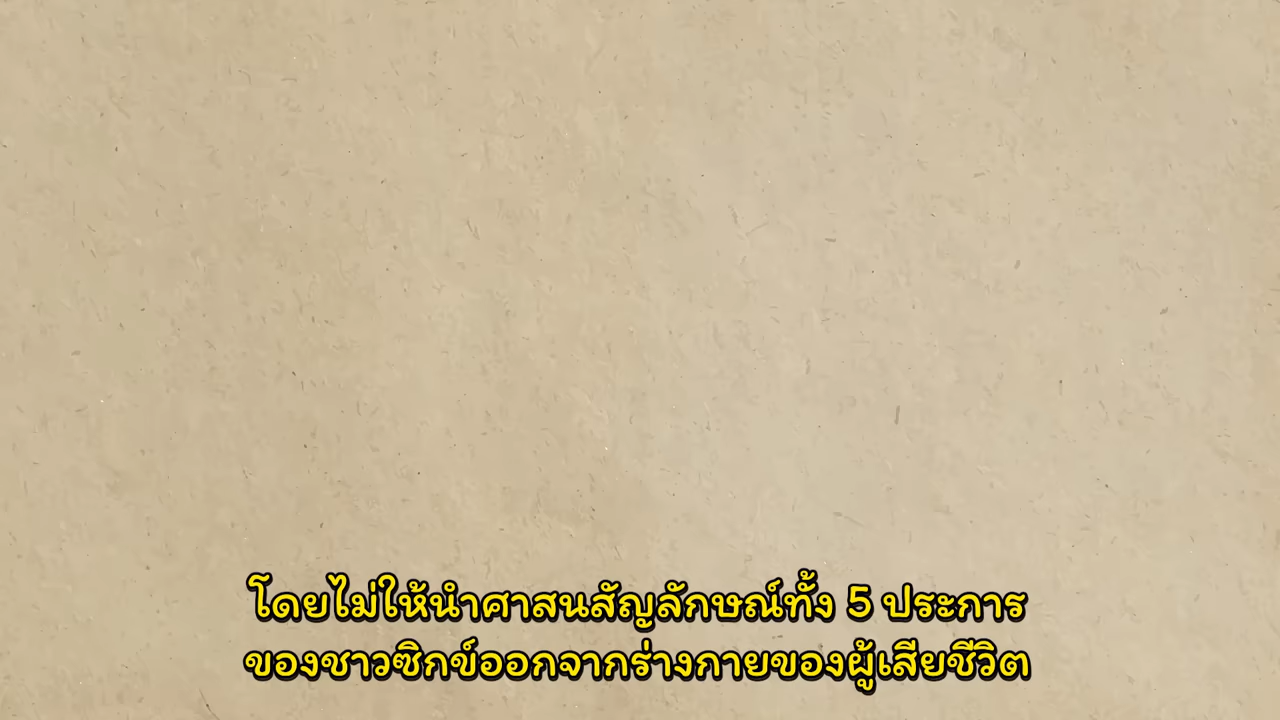 โดยไม่ให้นำศาสนสัญลักษณ์ทั้ง 5 ประการ
ของชาวซิกข์ออกจากร่างกายของผู้เสียชีวิต